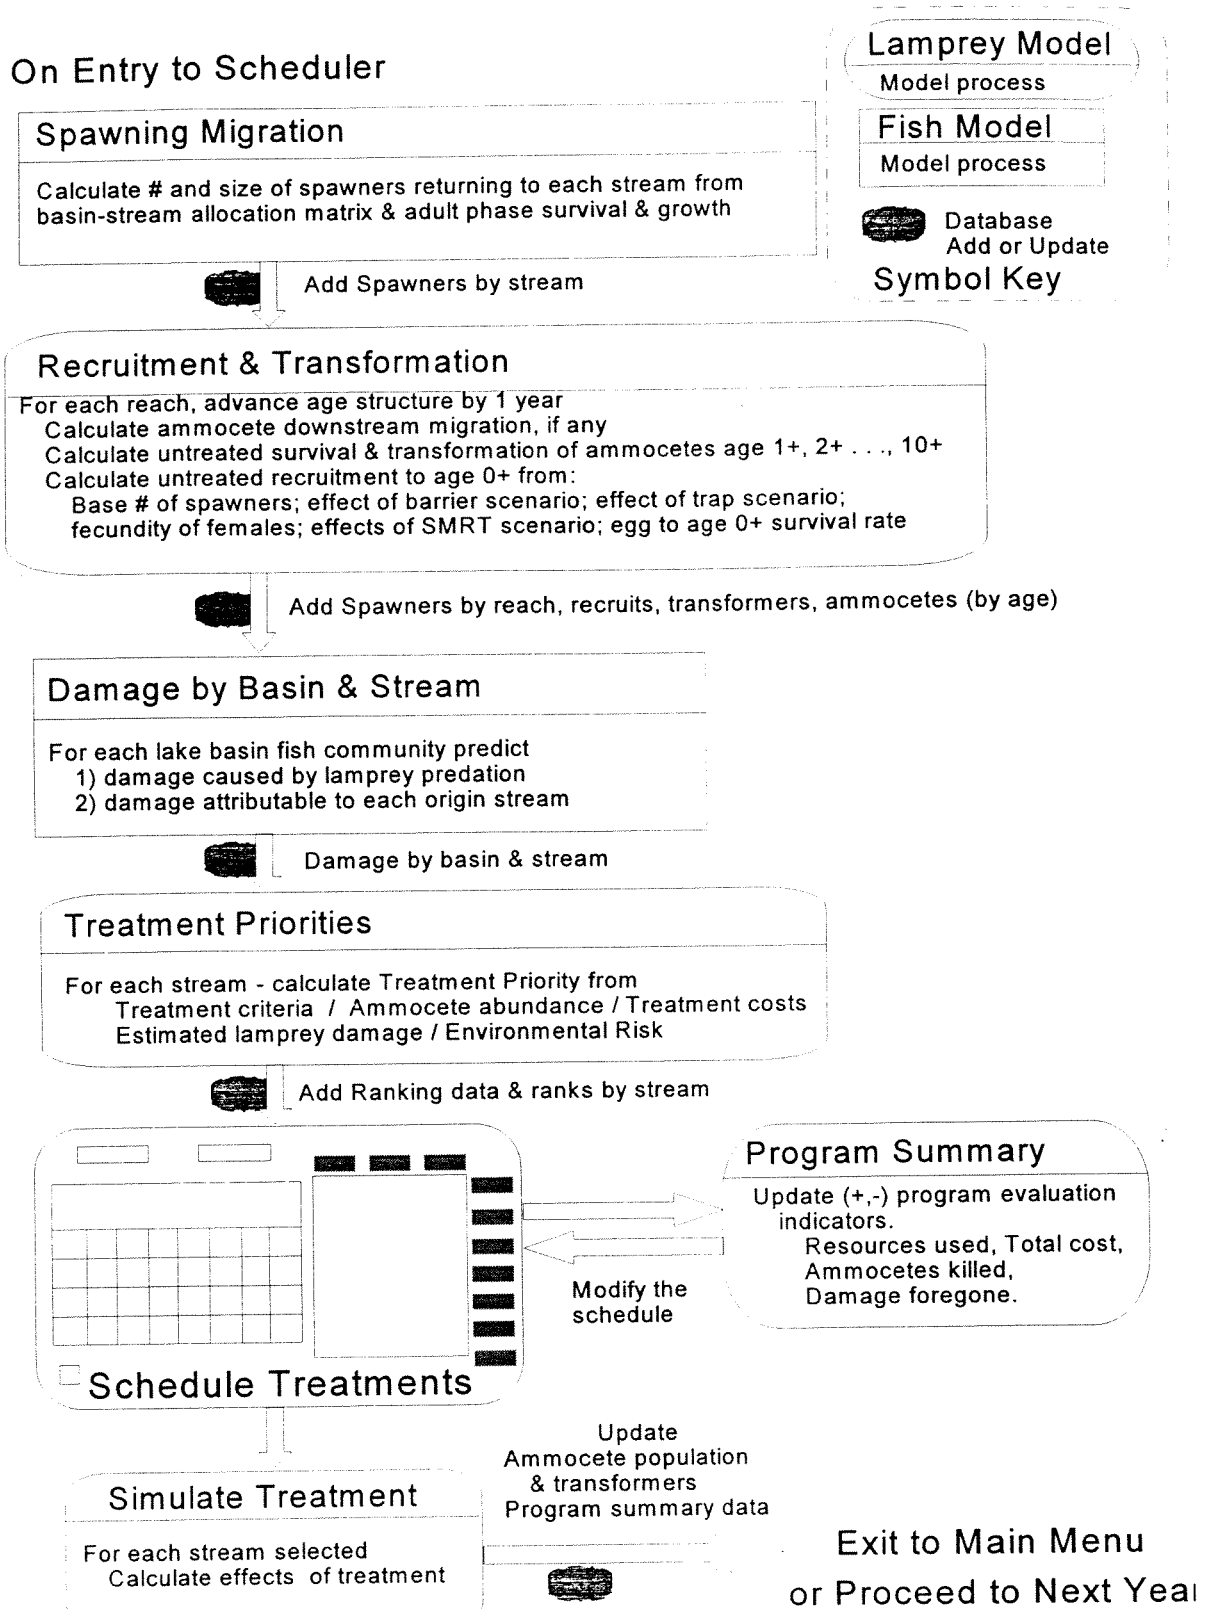 On Entry to Scheduler
Lamprey Model
Model process
Fish Model
Model process
Database
Add or Update
Symbol Key
Spawning Migration
Calculate # and size of spawners returning to each stream from
basin-stream allocation matrix & adult phase survival & growth
Add Spawners by stream
Recruitment & Transformation
For each reach, advance age structure by 1 year
Calculate ammocete downstream migration, if any
Calculate untreated survival & transformation of ammocetes age 1+, 2+ . . ., 10+
Calculate untreated recruitment to age 0+ from:
Base # of spawners; effect of barrier scenario; effect of trap scenario;
fecundity of females; effects of SMRT scenario; egg to age 0+ survival rate
Add Spawners by reach, recruits, transformers, ammocetes (by age)
Damage by Basin & Stream
For each lake basin fish community predict
1) damage caused by lamprey predation
2) damage attributable to each origin stream
Damage by basin & stream
Treatment Priorities
For each stream - calculate Treatment Priority from
Treatment criteria / Ammocete abundance / Treatment costs
Estimated lamprey damage / Environmental Risk
Add Ranking data & ranks by stream
Schedule Treatments
Modify the
schedule
Program Summary
Update (+,-) program evaluation
indicators.
Resources used, Total cost,
Ammocetes killed,
Damage foregone.
Simulate Treatment
For each stream selected
Calculate effects of treatment
Update
Ammocete population
& transformers
Program summary data
Exit to Main Menu
or Proceed to Next Year